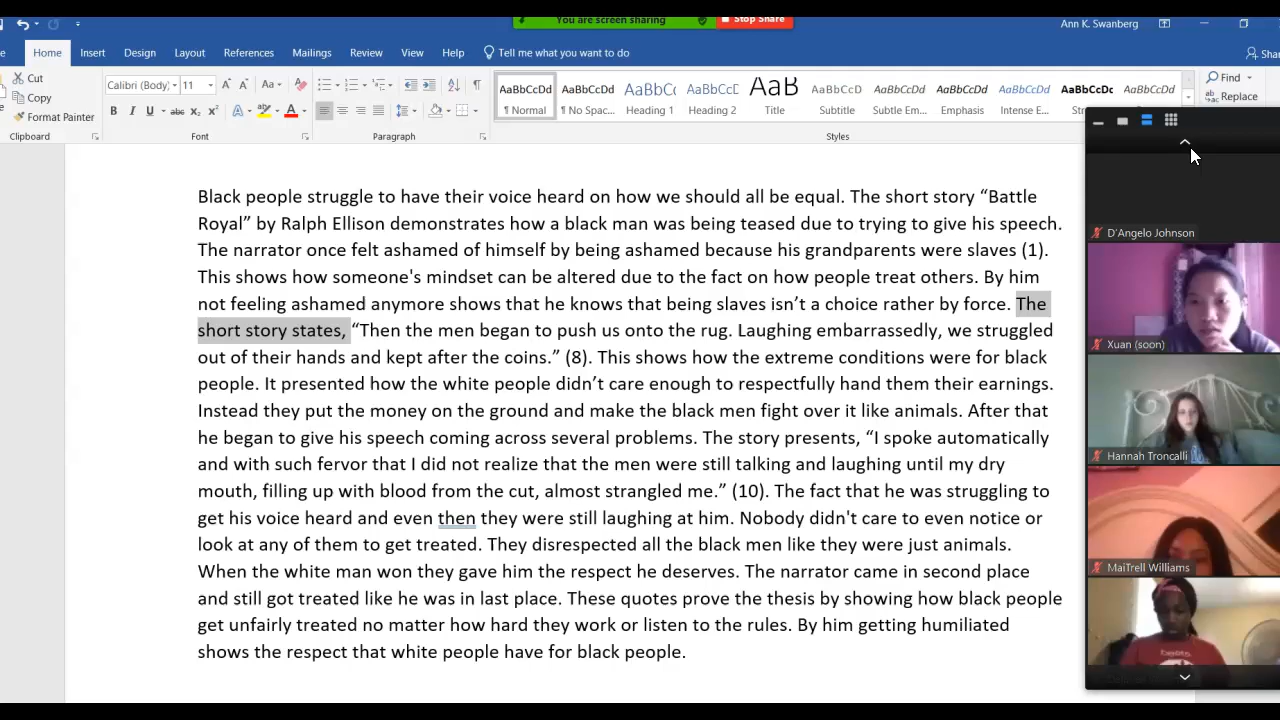 You are screen sharing
Stop Share
Ann K. Swanberg
Home Insert Design Layout References Mailings Review View Help Tell me what you want to do
Cut
Copy
Format Painter
Clipboard
Calibri (Body) 11
Font
Paragraph
AaBbCcDd AaBbCcDd AaBbCc AaBbCcDd AaB AaBbCcDd AaBbCcDd AaBbCcDd AaBbCcDd AaBbCcDd AaBbCcDd
¶ Normal ¶ No Spac... Heading 1 Heading 2 Title Subtitle Subtle Em... Emphasis Intense E...
Styles
Find
Replace
Black people struggle to have their voice heard on how we should all be equal. The short story “Battle
Royal” by Ralph Ellison demonstrates how a black man was being teased due to trying to give his speech.
The narrator once felt ashamed of himself by being ashamed because his grandparents were slaves (1).
This shows how someone's mindset can be altered due to the fact on how people treat others. By him
not feeling ashamed anymore shows that he knows that being slaves isn’t a choice rather by force. The
short story states, “Then the men began to push us onto the rug. Laughing embarrassedly, we struggled
out of their hands and kept after the coins.” (8). This shows how the extreme conditions were for black
people. It presented how the white people didn’t care enough to respectfully hand them their earnings.
Instead they put the money on the ground and make the black men fight over it like animals. After that
he began to give his speech coming across several problems. The story presents, “I spoke automatically
and with such fervor that I did not realize that the men were still talking and laughing until my dry
mouth, filling up with blood from the cut, almost strangled me.” (10). The fact that he was struggling to
get his voice heard and even then they were still laughing at him. Nobody didn't care to even notice or
look at any of them to get treated. They disrespected all the black men like they were just animals.
When the white man won they gave him the respect he deserves. The narrator came in second place
and still got treated like he was in last place. These quotes prove the thesis by showing how black people
get unfairly treated no matter how hard they work or listen to the rules. By him getting humiliated
shows the respect that white people have for black people.
D'Angelo Johnson
Xuan (soon)
Hannah Troncalli
MaiTrell Williams